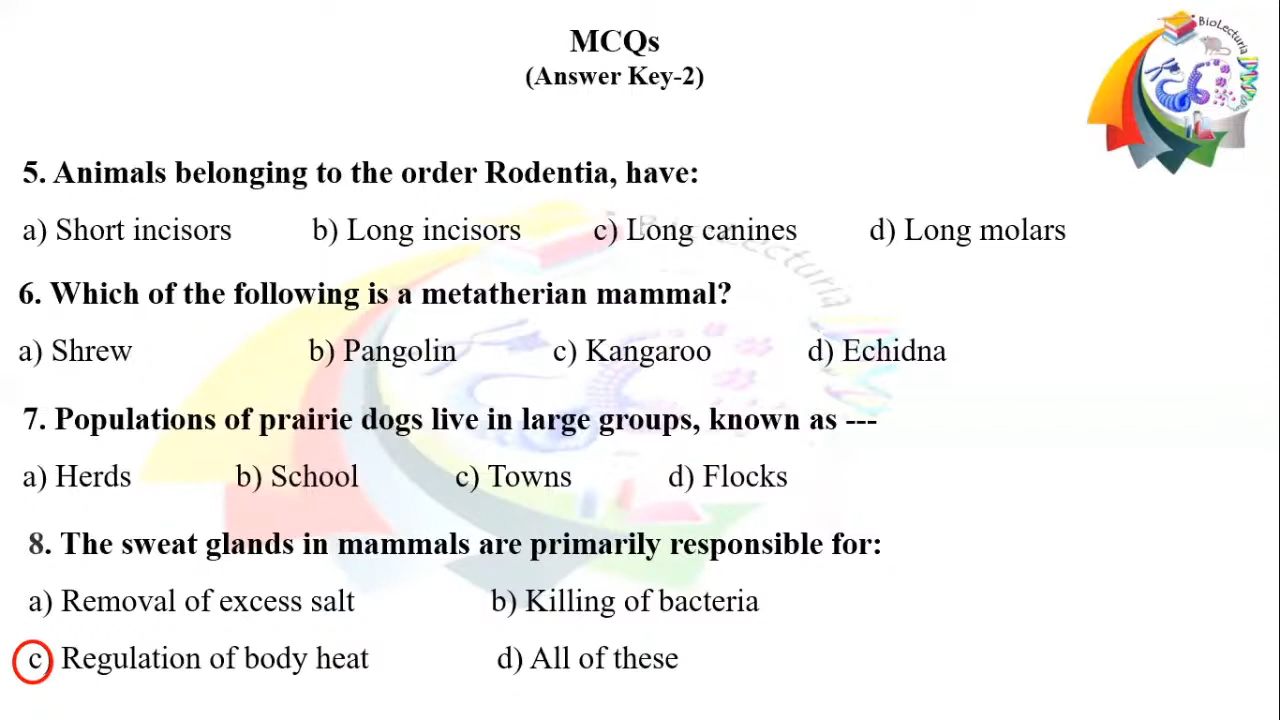 MCQs
(Answer Key-2)
BioLecturia
5. Animals belonging to the order Rodentia, have:
a) Short incisors b) Long incisors c) Long canines d) Long molars
6. Which of the following is a metatherian mammal?
a) Shrew b) Pangolin c) Kangaroo d) Echidna
7. Populations of prairie dogs live in large groups, known as ---
a) Herds b) School c) Towns d) Flocks
8. The sweat glands in mammals are primarily responsible for:
a) Removal of excess salt b) Killing of bacteria
c) Regulation of body heat d) All of these